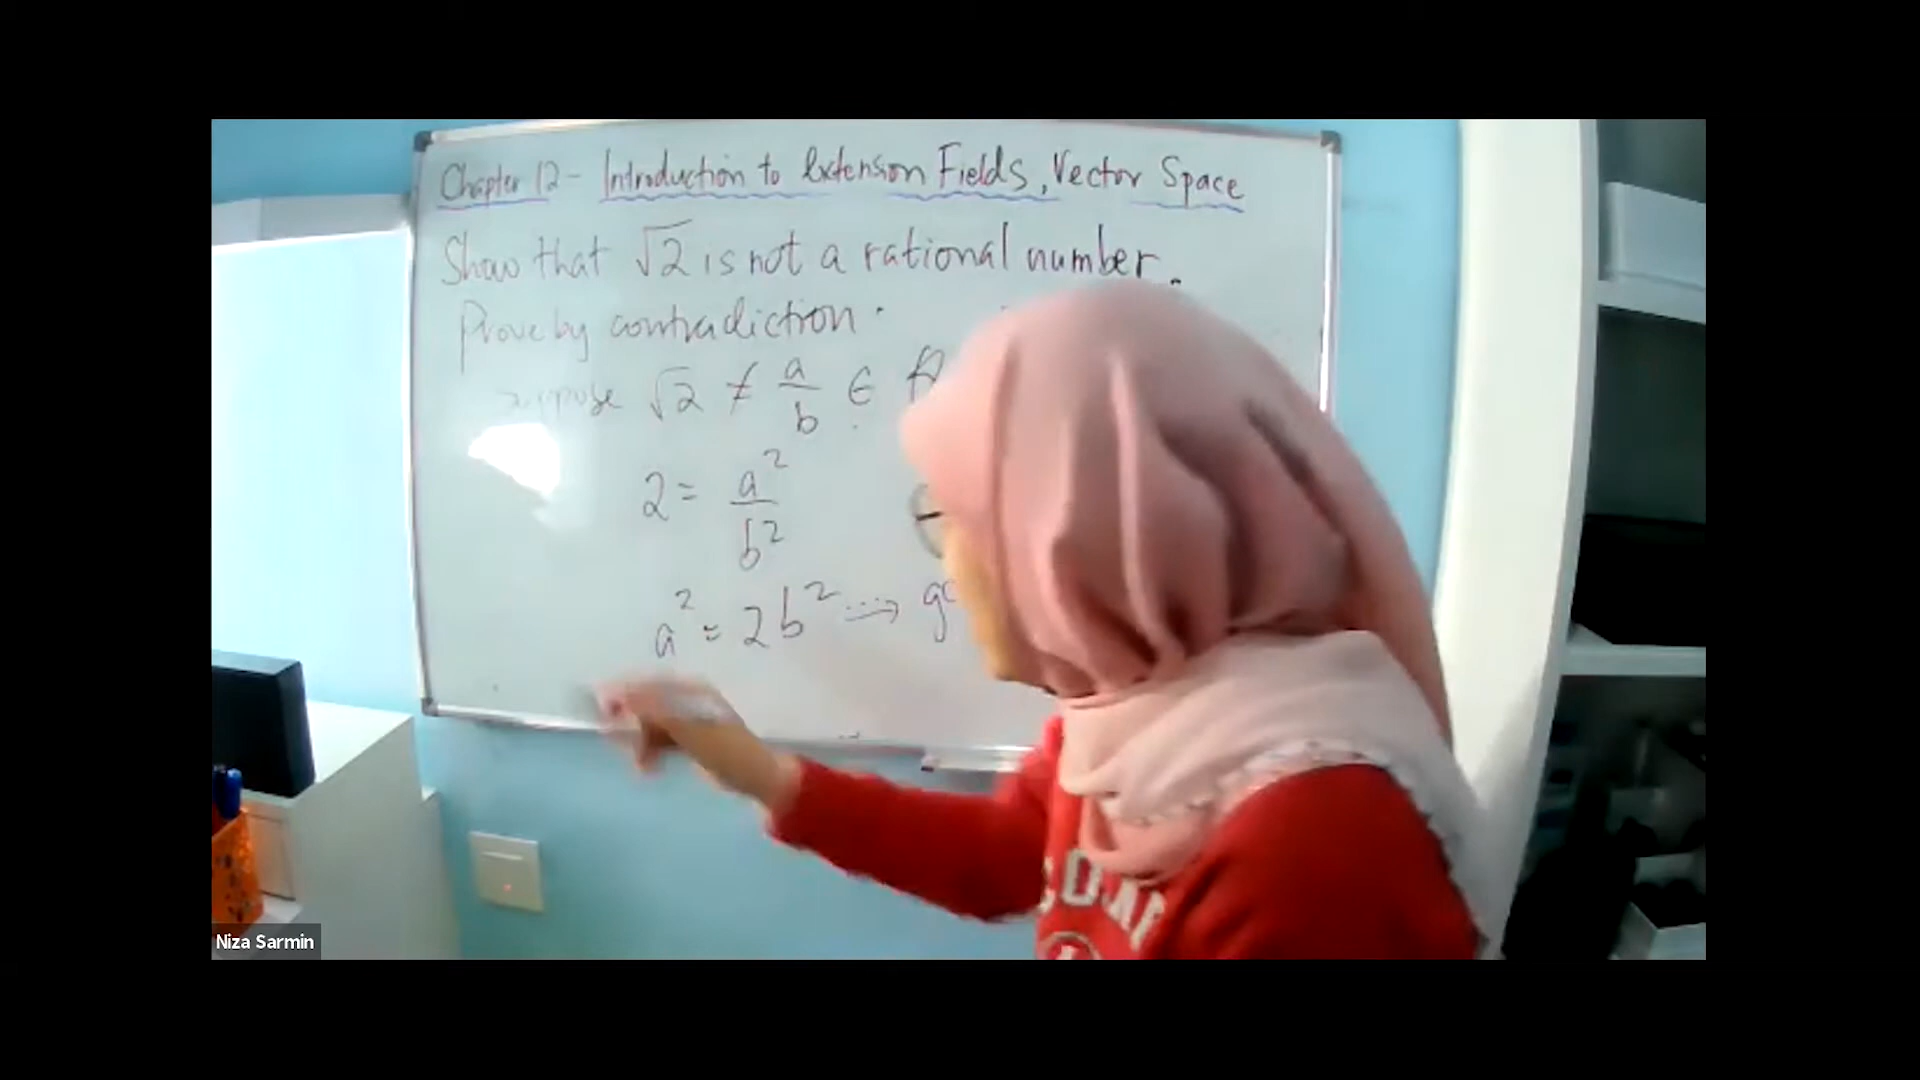 Chapter 12 - Introduction to Extension Fields, Vector Space
Show that √2 is not a rational number.
Prove by contradiction.
Suppose √2 ≠ a/b ∈
2 = a²/b²
a² = 2b² → gc
Niza Sarmin